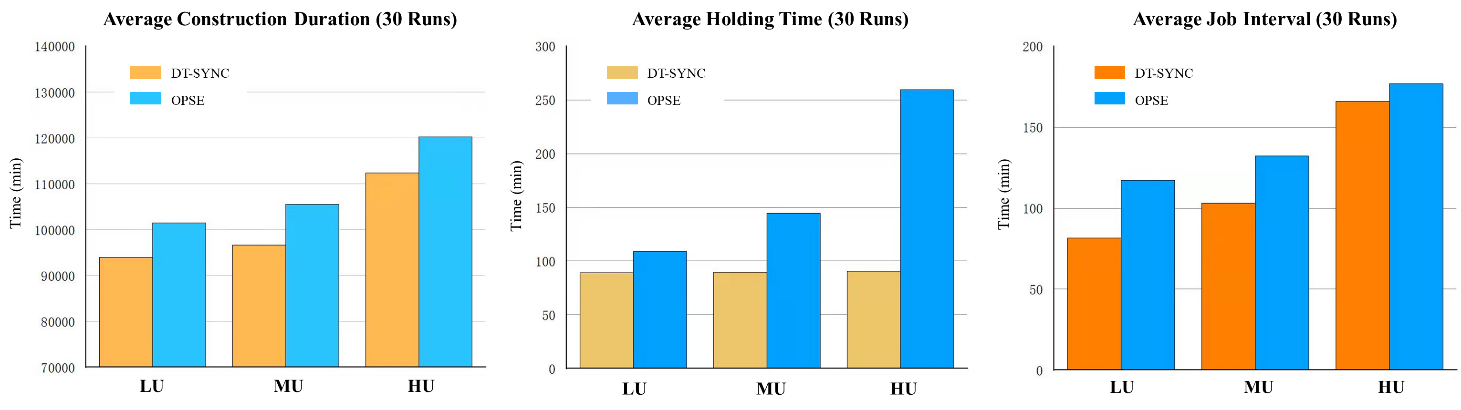 Average Construction Duration (30 Runs)
Time (min)
140000
130000
120000
110000
100000
90000
80000
70000
DT-SYNC
OPSE
LU
MU
HU
Average Holding Time (30 Runs)
Time (min)
300
250
200
150
100
50
0
DT-SYNC
OPSE
LU
MU
HU
Average Job Interval (30 Runs)
Time (min)
200
150
100
50
0
DT-SYNC
OPSE
LU
MU
HU